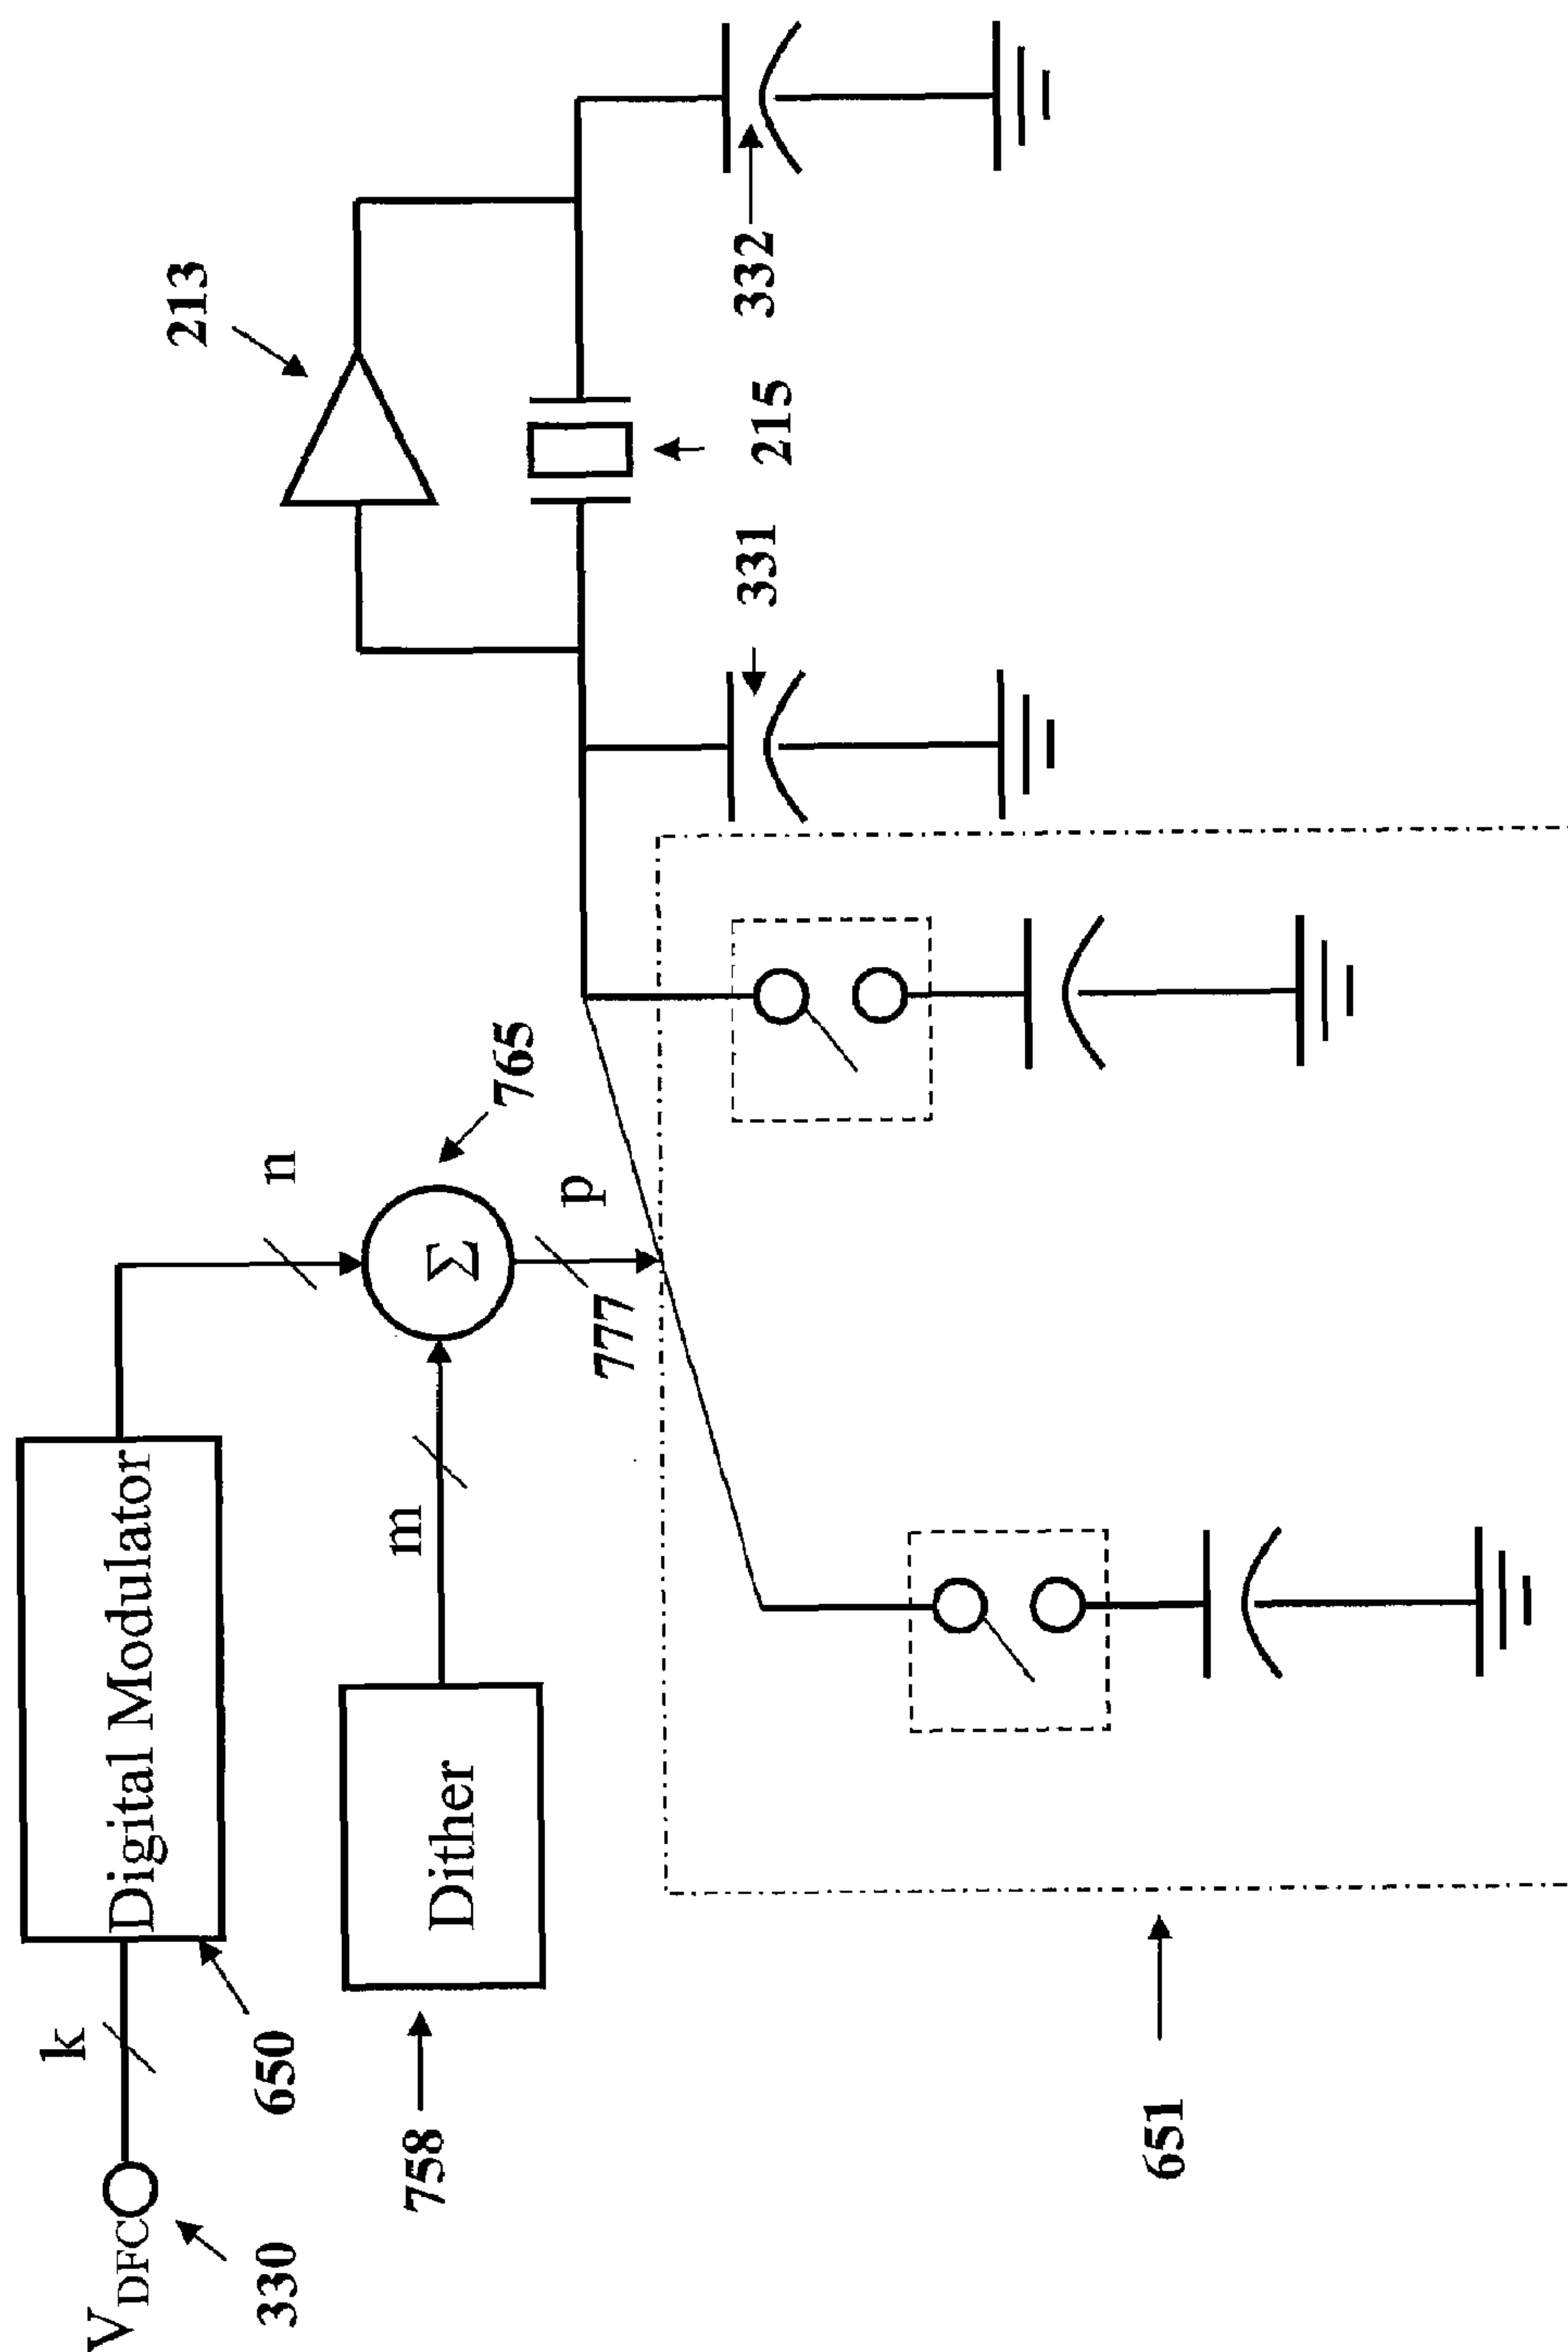 V_DFC
330
k
650
Digital Modulator
n
758
Dither
m
Σ
765
777
p
213
331
215
332
651